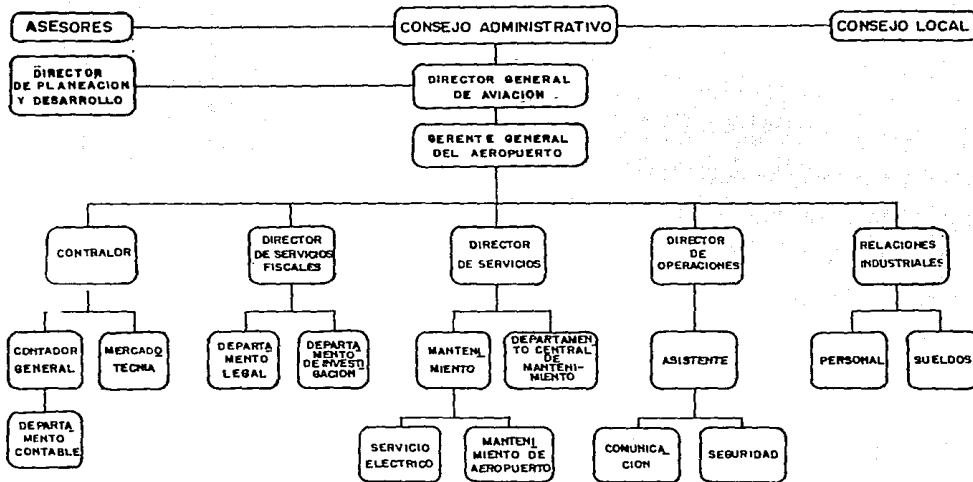 ASESORES
CONSEJO ADMINISTRATIVO
CONSEJO LOCAL
DIRECTOR
DE PLANEACION
Y DESARROLLO
DIRECTOR GENERAL
DE AVIACION
GERENTE GENERAL
DEL AEROPUERTO
CONTRALOR
DIRECTOR
DE SERVICIOS
FISCALES
DIRECTOR
DE SERVICIOS
DIRECTOR
DE
OPERACIONES
RELACIONES
INDUSTRIALES
CONTADOR
GENERAL
MERCADO
TECNIA
DEPARTA
MENTO
LEGAL
DEPARTA
MENTO
DE INVESTI
GACION
MANTENI
MIENTO
DEPARTAMEN
TO CENTRAL
DE
MANTENI-
MIENTO
ASISTENTE
PERSONAL
SUELDOS
DEPARTA
MENTO
CONTABLE
SERVICIO
ELECTRICO
MANTENI
MIENTO DE
AEROPUERTO
COMUNICA
CION
SEGURIDAD